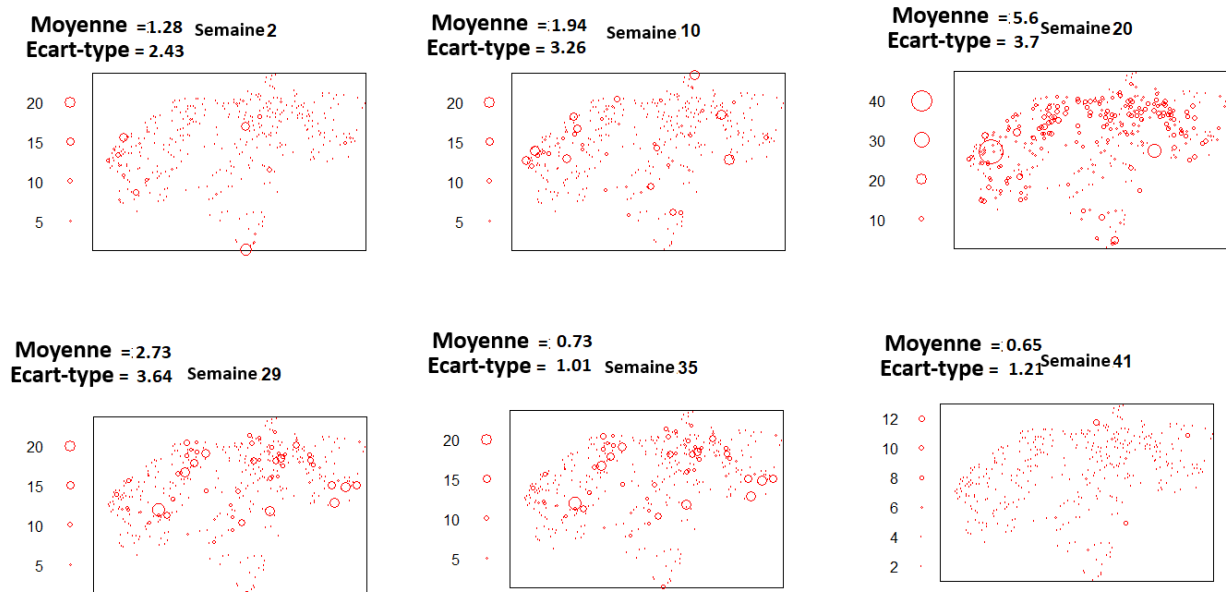 Moyenne =1.28 Semaine 2
Ecart-type = 2.43
20
15
10
5
Moyenne =1.94 Semaine 10
Ecart-type = 3.26
20
15
10
5
Moyenne =5.6 Semaine 20
Ecart-type = 3.7
40
30
20
10
Moyenne =2.73
Ecart-type = 3.64 Semaine 29
20
15
10
5
Moyenne = 0.73
Ecart-type = 1.01 Semaine 35
20
15
10
5
Moyenne =0.65
Ecart-type = 1.21 Semaine 41
12
10
8
6
4
2